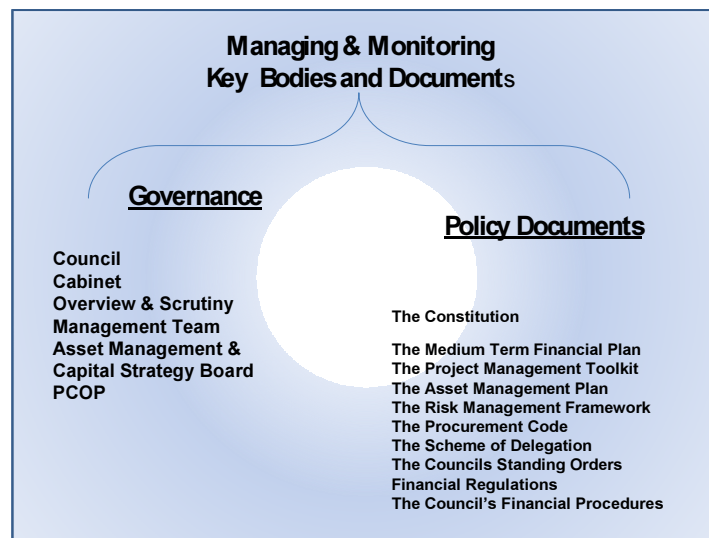 Managing & Monitoring
Key Bodies and Documents
Governance
Council
Cabinet
Overview & Scrutiny
Management Team
Asset Management &
Capital Strategy Board
PCOP
Policy Documents
The Constitution
The Medium Term Financial Plan
The Project Management Toolkit
The Asset Management Plan
The Risk Management Framework
The Procurement Code
The Scheme of Delegation
The Councils Standing Orders
Financial Regulations
The Council's Financial Procedures